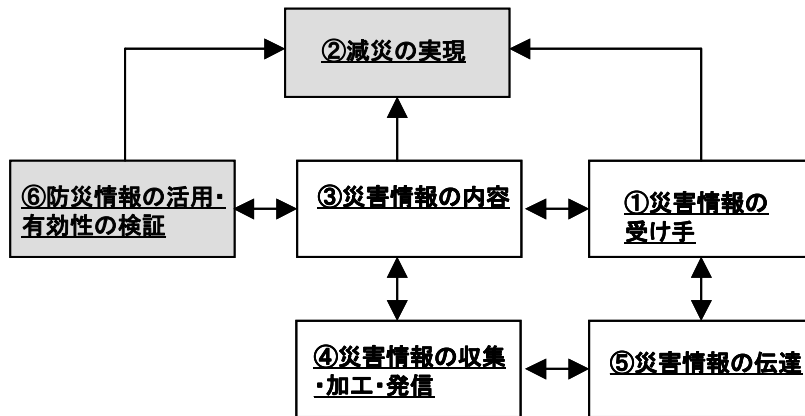 ②減災の実現
⑥防災情報の活用・
有効性の検証
③災害情報の内容
①災害情報の
受け手
④災害情報の収集
・加工・発信
⑤災害情報の伝達